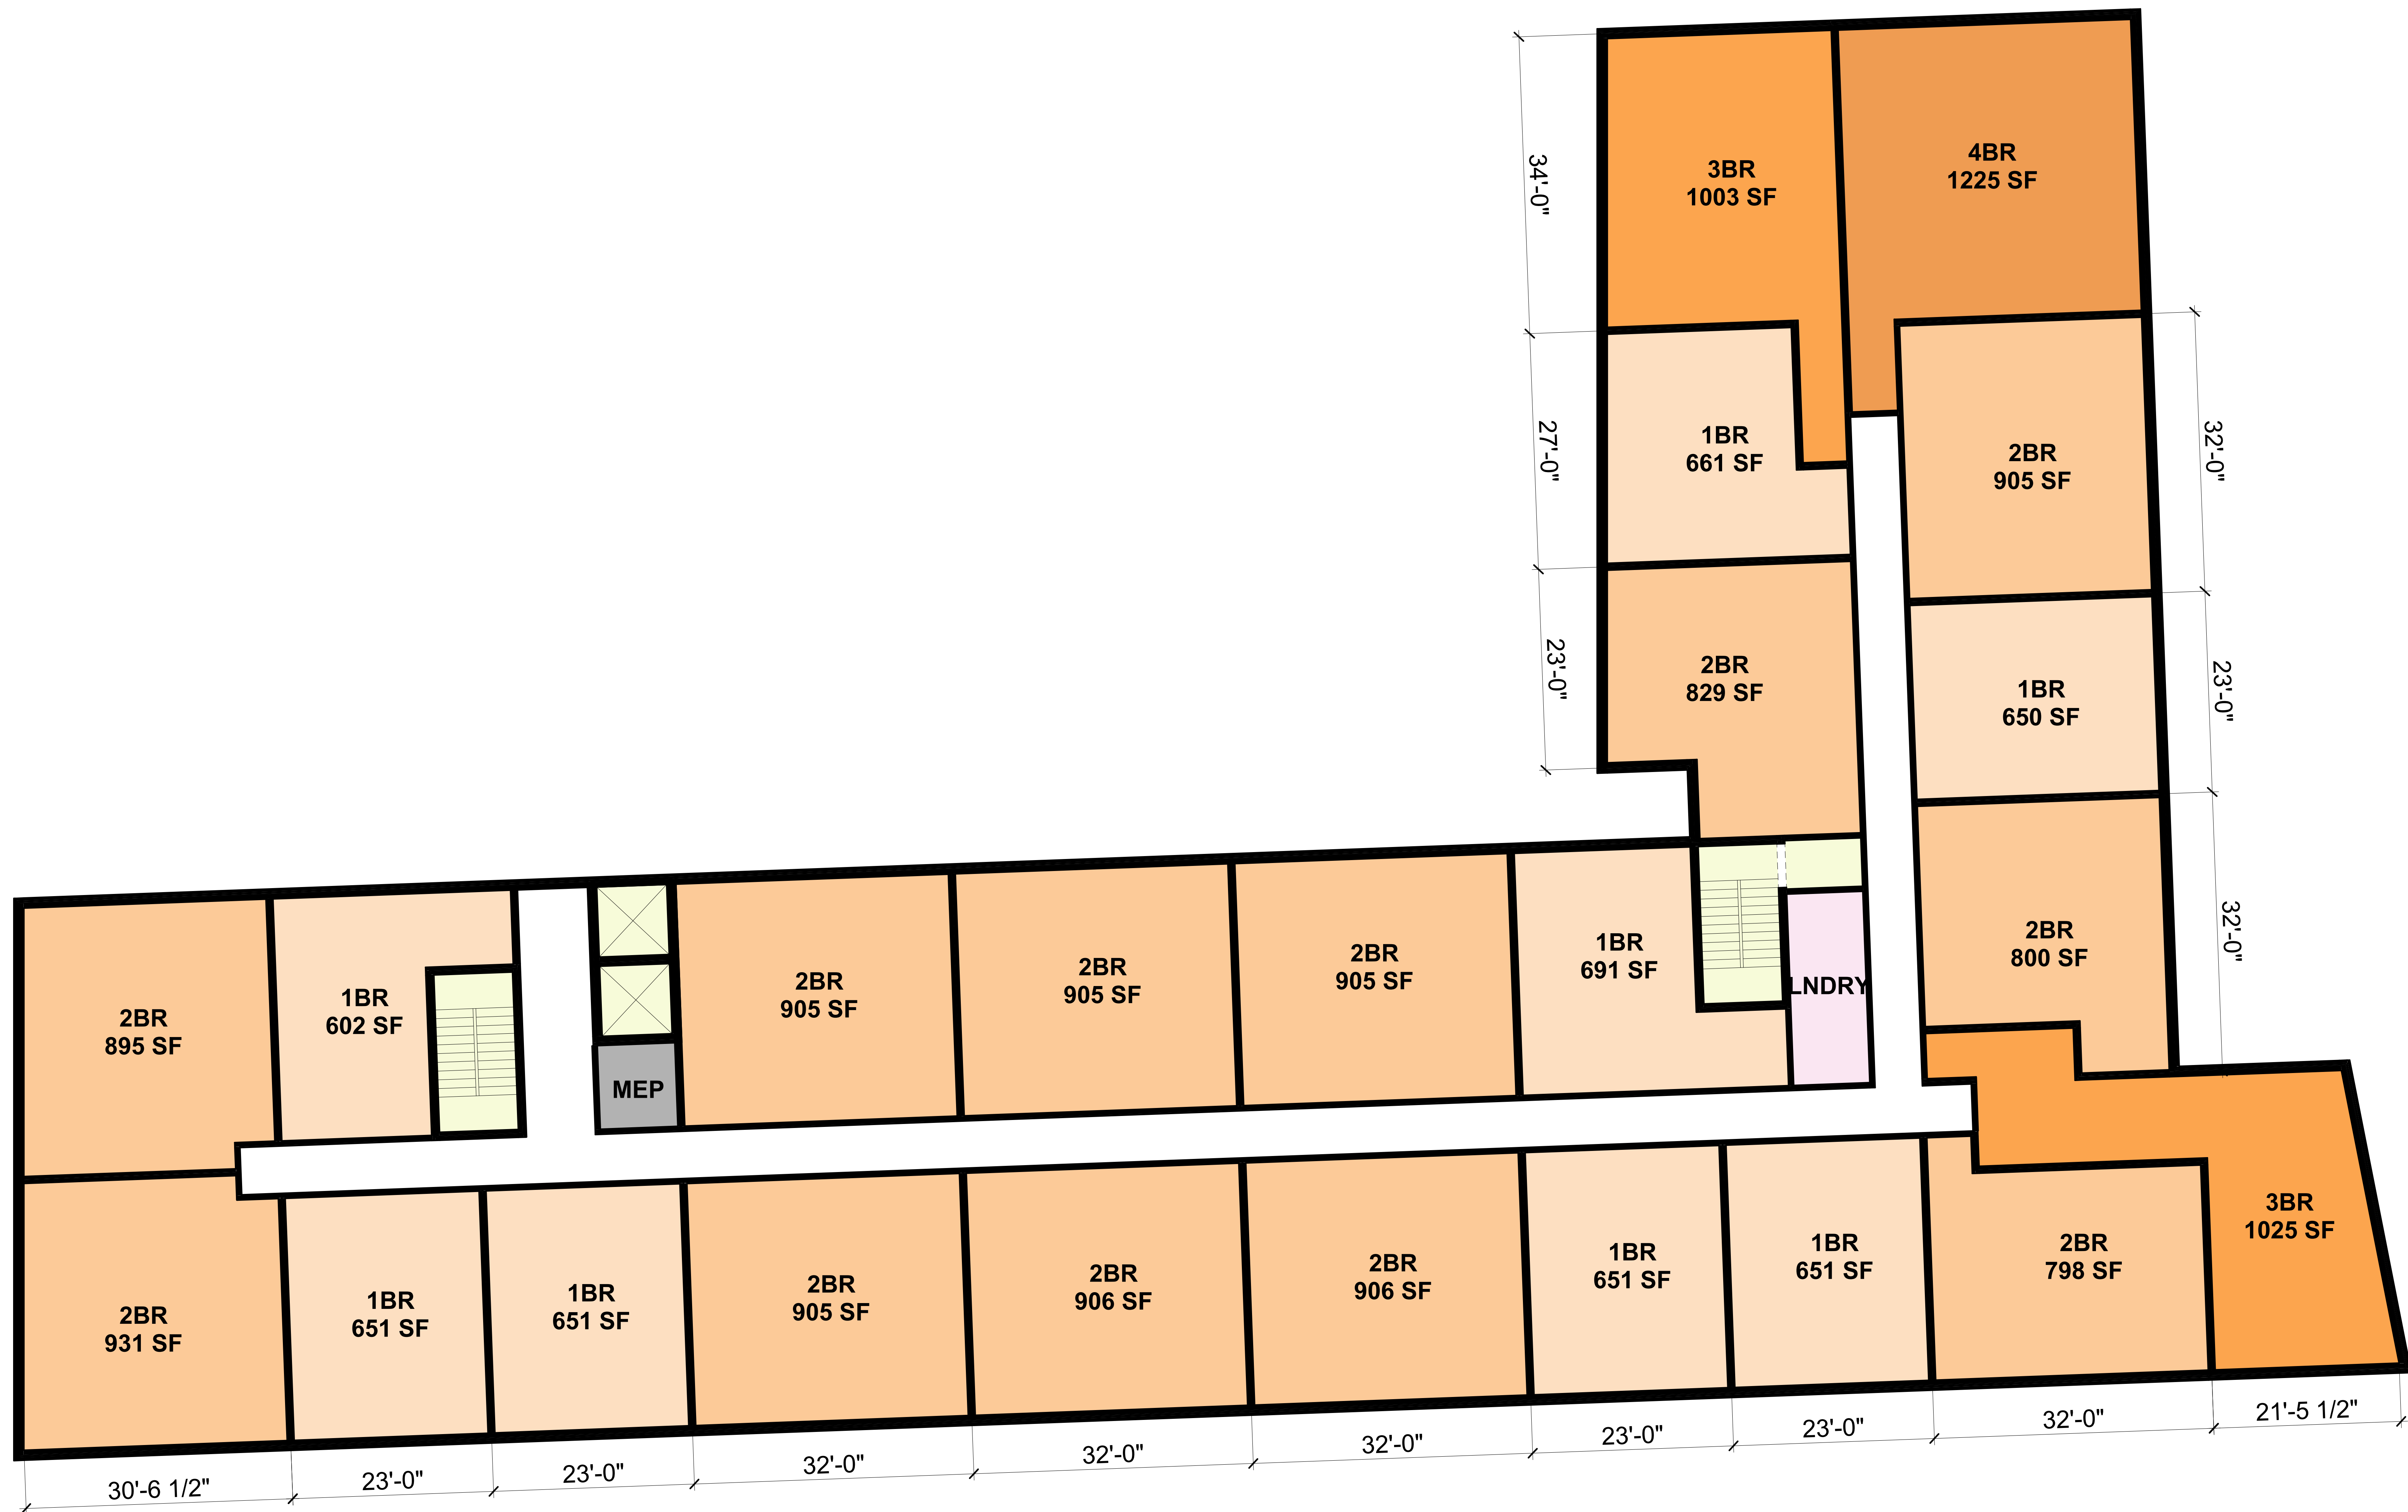 34'-0"
3BR
1003 SF
4BR
1225 SF
27'-0"
1BR
661 SF
2BR
905 SF
32'-0"
23'-0"
2BR
829 SF
1BR
650 SF
23'-0"
2BR
895 SF
1BR
602 SF
MEP
2BR
905 SF
2BR
905 SF
2BR
905 SF
1BR
691 SF
LNDRY
2BR
800 SF
32'-0"
2BR
931 SF
1BR
651 SF
1BR
651 SF
2BR
905 SF
2BR
906 SF
2BR
906 SF
1BR
651 SF
1BR
651 SF
2BR
798 SF
3BR
1025 SF
30'-6 1/2"
23'-0"
23'-0"
32'-0"
32'-0"
32'-0"
23'-0"
23'-0"
32'-0"
21'-5 1/2"